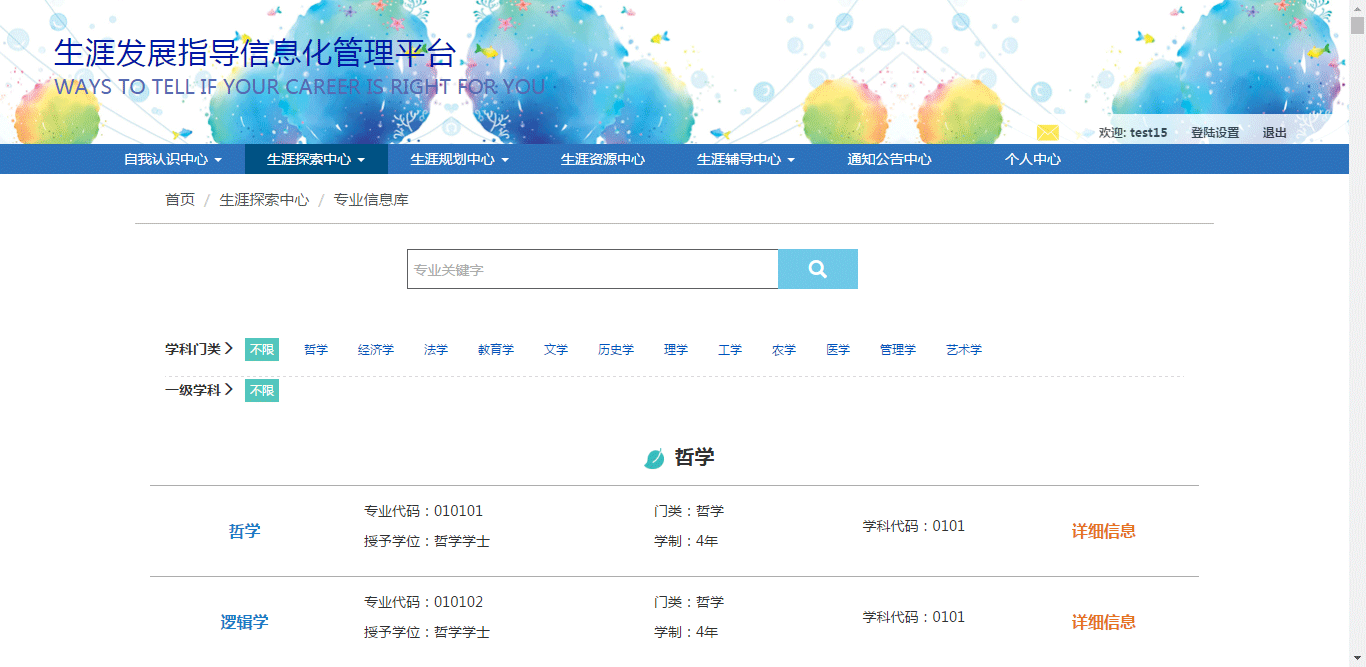 生涯发展指导信息化管理平台
WAYS TO TELL IF YOUR CAREER IS RIGHT FOR YOU
欢迎: test15 登陆设置 退出
自我认识中心 生涯探索中心 生涯规划中心 生涯资源中心 生涯辅导中心 通知公告中心 个人中心
首页 / 生涯探索中心 / 专业信息库
专业关键字
学科门类 不限 哲学 经济学 法学 教育学 文学 历史学 理学 工学 农学 医学 管理学 艺术学
一级学科 不限
哲学
哲学 专业代码：010101 门类：哲学 学科代码：0101 详细信息
授予学位：哲学学士 学制：4年
逻辑学 专业代码：010102 门类：哲学 学科代码：0101 详细信息
授予学位：哲学学士 学制：4年